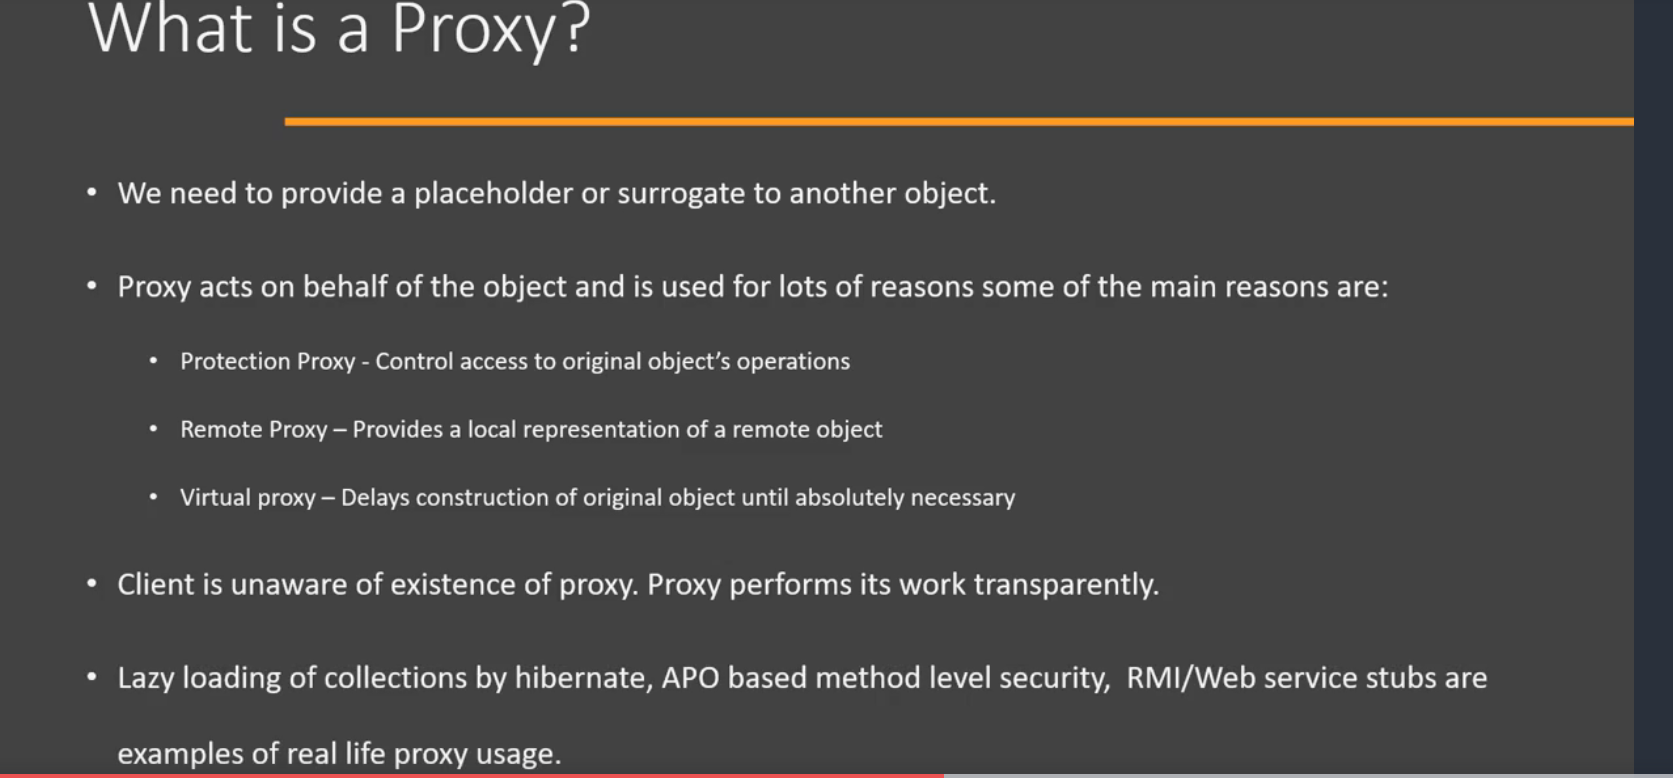 What is a Proxy?
• We need to provide a placeholder or surrogate to another object.
• Proxy acts on behalf of the object and is used for lots of reasons some of the main reasons are:
• Protection Proxy - Control access to original object’s operations
• Remote Proxy – Provides a local representation of a remote object
• Virtual proxy – Delays construction of original object until absolutely necessary
• Client is unaware of existence of proxy. Proxy performs its work transparently.
• Lazy loading of collections by hibernate, APO based method level security,  RMI/Web service stubs are
examples of real life proxy usage.